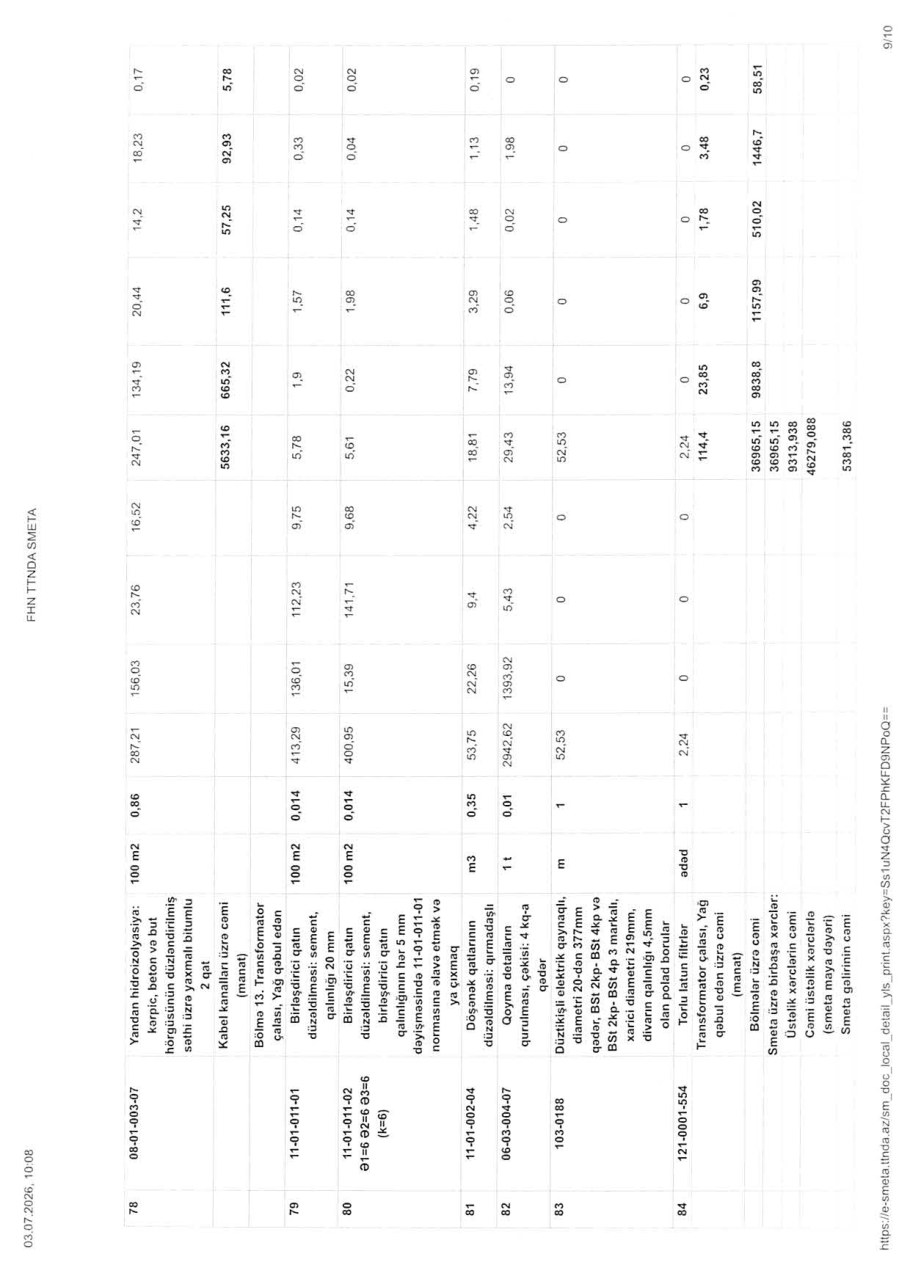 03.07.2026, 10:08 FHN TTNDA SMETA
78 08-01-003-07 Yandan hidroizolyasiya: 100 m2 0,86 287,21 156,03 23,76 16,52 247,01 134,19 20,44 14,2 18,23 0,17
kərpic, beton və but
hörgüsünün düzləndirilmiş
səthi üzrə yaxmalı bitumlu
2 qat
Kabel kanalları üzrə cəmi 5633,16 665,32 111,6 57,25 92,93 5,78
(manat)
Bölmə 13. Transformator
çalası, Yağ qəbul edən
79 11-01-011-01 Birləşdirici qatın 100 m2 0,014 413,29 136,01 112,23 9,75 5,78 1,9 1,57 0,14 0,33 0,02
düzəldilməsi: sement,
qalınlığı 20 mm
80 11-01-011-02 Birləşdirici qatın 100 m2 0,014 400,95 15,39 141,71 9,68 5,61 0,22 1,98 0,14 0,04 0,02
Ə1=6 Ə2=6 Ə3=6 düzəldilməsi: sement,
(k=6) birləşdirici qatın
qalınlığının hər 5 mm
dəyişməsində 11-01-011-01
normasına əlavə etmək və
ya çıxmaq
81 11-01-002-04 Döşənək qatlarının m3 0,35 53,75 22,26 9,4 4,22 18,81 7,79 3,29 1,48 1,13 0,19
düzəldilməsi: qırmadaşlı
82 06-03-004-07 Qoyma detalların 1 t 0,01 2942,62 1393,92 5,43 2,54 29,43 13,94 0,06 0,02 1,98 0
qurulması, çəkisi: 4 kq-a
qədər
83 103-0188 Düztikişli elektrik qaynaqlı, m 1 52,53 0 0 0 52,53 0 0 0 0 0
diametri 20-dən 377mm
qədər, BSt 2kp- BSt 4kp və
BSt 2kp- BSt 4p 3 markalı,
xarici diametri 219mm,
divarın qalınlığı 4,5mm
olan polad borular
84 121-0001-554 Torlu latun filtrlər ədəd 1 2,24 0 0 0 2,24 0 0 0 0 0
Transformator çalası, Yağ 114,4 23,85 6,9 1,78 3,48 0,23
qəbul edən üzrə cəmi
(manat)
Bölmələr üzrə cəmi 36965,15 9838,8 1157,99 510,02 1446,7 58,51
Smeta üzrə birbaşa xərclər: 36965,15
Üstəlik xərclərin cəmi 9313,938
Cəmi üstəlik xərclərlə 46279,088
(smeta maya dəyəri)
Smeta gəlirinin cəmi 5381,386
https://e-smeta.ttnda.az/sm_doc_local_detail_yls_print.aspx?key=Ss1uN4QcvT2FPhKFD9NPoQ== 9/10